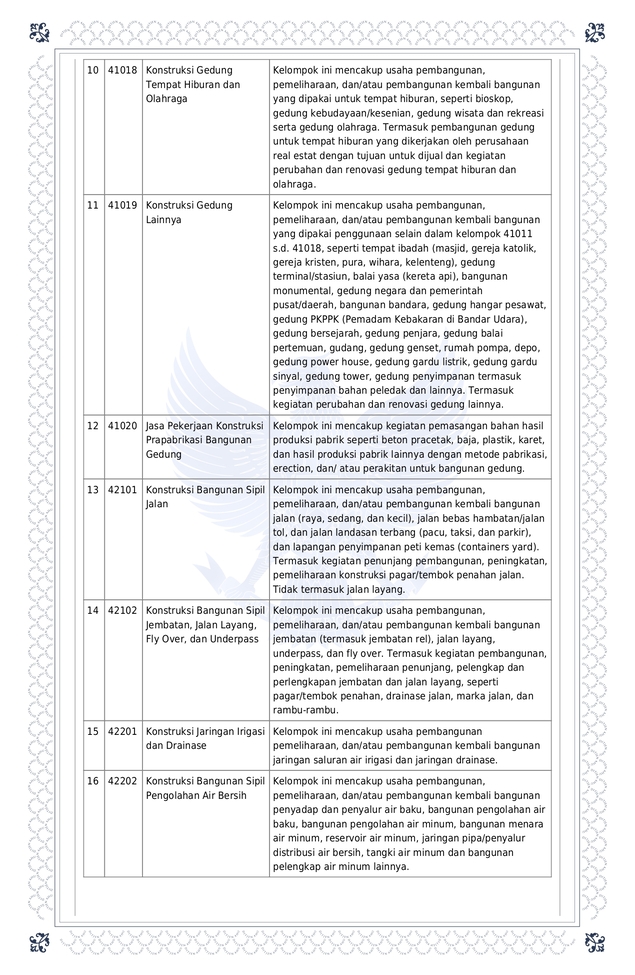 10 41018 Konstruksi Gedung Kelompok ini mencakup usaha pembangunan,
Tempat Hiburan dan pemeliharaan, dan/atau pembangunan kembali bangunan
Olahraga yang dipakai untuk tempat hiburan, seperti bioskop,
gedung kebudayaan/kesenian, gedung wisata dan rekreasi
serta gedung olahraga. Termasuk pembangunan gedung
untuk tempat hiburan yang dikerjakan oleh perusahaan
real estat dengan tujuan untuk dijual dan kegiatan
perubahan dan renovasi gedung tempat hiburan dan
olahraga.
11 41019 Konstruksi Gedung Kelompok ini mencakup usaha pembangunan,
Lainnya pemeliharaan, dan/atau pembangunan kembali bangunan
yang dipakai penggunaan selain dalam kelompok 41011
s.d. 41018, seperti tempat ibadah (masjid, gereja katolik,
gereja kristen, pura, wihara, kelenteng), gedung
terminal/stasiun, balai yasa (kereta api), bangunan
monumental, gedung negara dan pemerintah
pusat/daerah, bangunan bandara, gedung hangar pesawat,
gedung PKPPK (Pemadam Kebakaran di Bandar Udara),
gedung bersejarah, gedung penjara, gedung balai
pertemuan, gudang, gedung genset, rumah pompa, depo,
gedung power house, gedung gardu listrik, gedung gardu
sinyal, gedung tower, gedung penyimpanan termasuk
penyimpanan bahan peledak dan lainnya. Termasuk
kegiatan perubahan dan renovasi gedung lainnya.
12 41020 Jasa Pekerjaan Konstruksi Kelompok ini mencakup kegiatan pemasangan bahan hasil
Prapabrikasi Bangunan produksi pabrik seperti beton pracetak, baja, plastik, karet,
Gedung dan hasil produksi pabrik lainnya dengan metode pabrikasi,
erection, dan/ atau perakitan untuk bangunan gedung.
13 42101 Konstruksi Bangunan Sipil Kelompok ini mencakup usaha pembangunan,
Jalan pemeliharaan, dan/atau pembangunan kembali bangunan
jalan (raya, sedang, dan kecil), jalan bebas hambatan/jalan
tol, dan jalan landasan terbang (pacu, taksi, dan parkir),
dan lapangan penyimpanan peti kemas (containers yard).
Termasuk kegiatan penunjang pembangunan, peningkatan,
pemeliharaan konstruksi pagar/tembok penahan jalan.
Tidak termasuk jalan layang.
14 42102 Konstruksi Bangunan Sipil Kelompok ini mencakup usaha pembangunan,
Jembatan, Jalan Layang, pemeliharaan, dan/atau pembangunan kembali bangunan
Fly Over, dan Underpass jembatan (termasuk jembatan rel), jalan layang,
underpass, dan fly over. Termasuk kegiatan pembangunan,
peningkatan, pemeliharaan penunjang, pelengkap dan
perlengkapan jembatan dan jalan layang, seperti
pagar/tembok penahan, drainase jalan, marka jalan, dan
rambu-rambu.
15 42201 Konstruksi Jaringan Irigasi Kelompok ini mencakup usaha pembangunan
dan Drainase pemeliharaan, dan/atau pembangunan kembali bangunan
jaringan saluran air irigasi dan jaringan drainase.
16 42202 Konstruksi Bangunan Sipil Kelompok ini mencakup usaha pembangunan,
Pengolahan Air Bersih pemeliharaan, dan/atau pembangunan kembali bangunan
penyadap dan penyalur air baku, bangunan pengolahan air
baku, bangunan pengolahan air minum, bangunan menara
air minum, reservoir air minum, jaringan pipa/penyalur
distribusi air bersih, tangki air minum dan bangunan
pelengkap air minum lainnya.